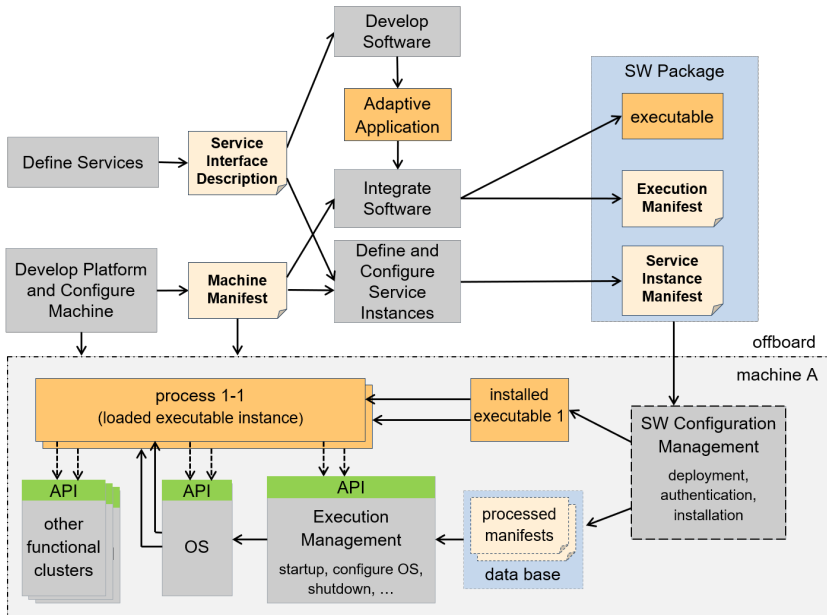 Develop
Software
SW Package
Adaptive
Application
executable
Define Services
Service
Interface
Description
Integrate
Software
Execution
Manifest
Develop Platform
and Configure
Machine
Machine
Manifest
Define and
Configure
Service
Instances
Service
Instance
Manifest
offboard
machine A
process 1-1
(loaded executable instance)
installed
executable 1
SW Configuration
Management
deployment,
authentication,
installation
API
other
functional
clusters
API
OS
API
Execution
Management
startup, configure OS,
shutdown, ...
processed
manifests
data base